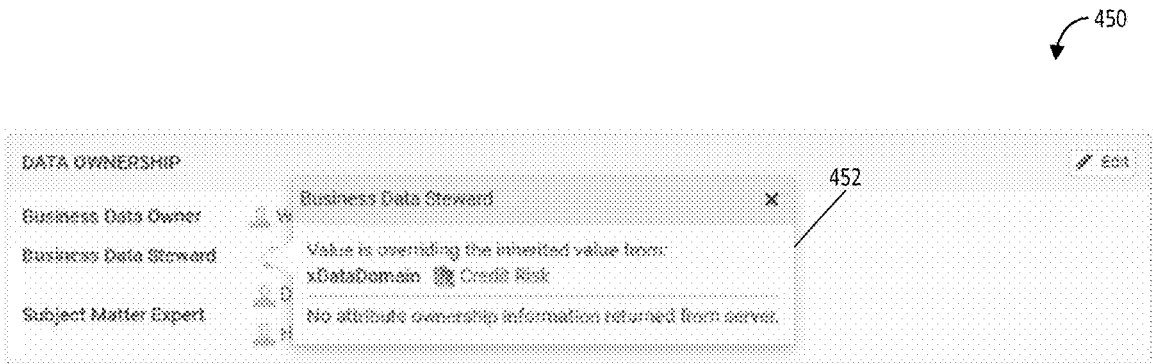 450
DATA OWNERSHIP
Edit
452
Business Data Steward ×
Business Data Owner W
Value is overriding the inherited value from:
Business Data Steward
xDataDomain Credit Risk
D
Subject Matter Expert
No attribute ownership information returned from server.
H